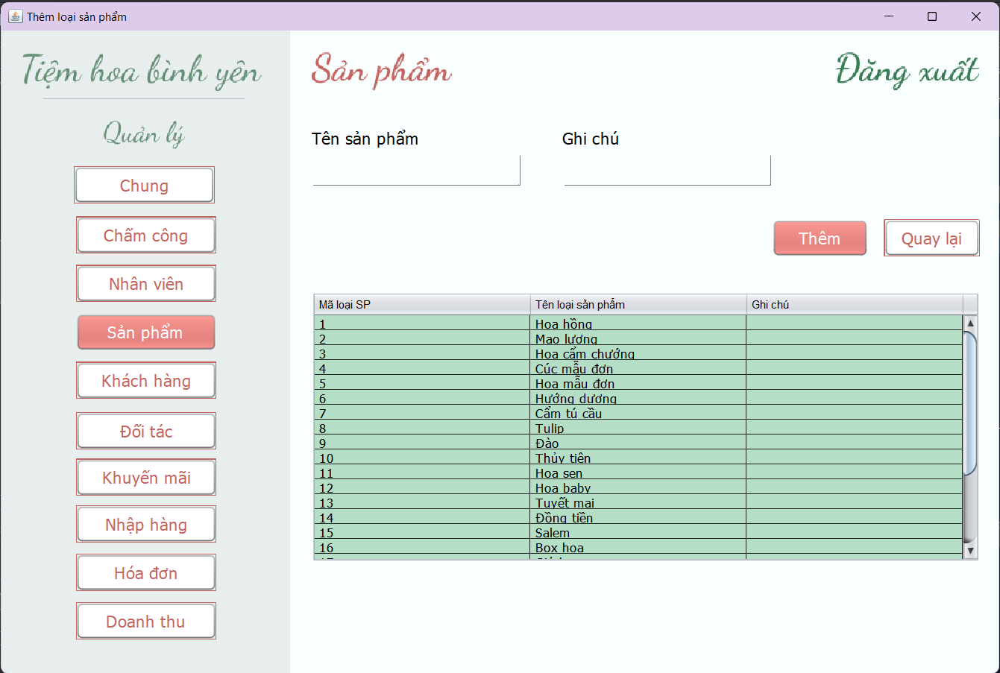 Thêm loại sản phẩm
Tiệm hoa bình yên
Quản lý
Chung
Chấm công
Nhân viên
Sản phẩm
Khách hàng
Đối tác
Khuyến mãi
Nhập hàng
Hóa đơn
Doanh thu
Sản phẩm
Đăng xuất
Tên sản phẩm Ghi chú
Thêm Quay lại
Mã loại SP Tên loại sản phẩm Ghi chú
1 Hoa hồng
2 Mao lương
3 Hoa cẩm chướng
4 Cúc mẫu đơn
5 Hoa mẫu đơn
6 Hướng dương
7 Cẩm tú cầu
8 Tulip
9 Đào
10 Thủy tiên
11 Hoa sen
12 Hoa baby
13 Tuyết mai
14 Đồng tiền
15 Salem
16 Box hoa